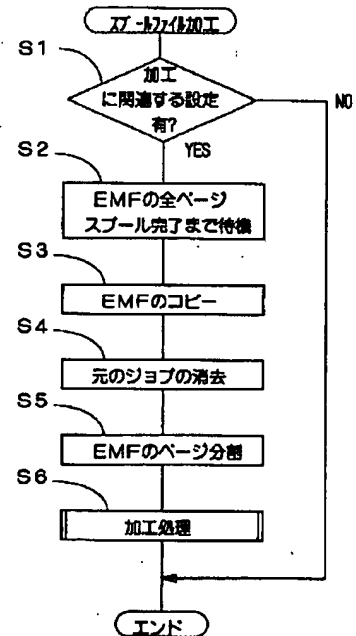 スプールファイル加工
S1
加工
に関連する設定
有?
NO
YES
S2
EMFの全ページ
スプール完了まで待機
S3
EMFのコピー
S4
元のジョブの消去
S5
EMFのページ分割
S6
加工処理
エンド